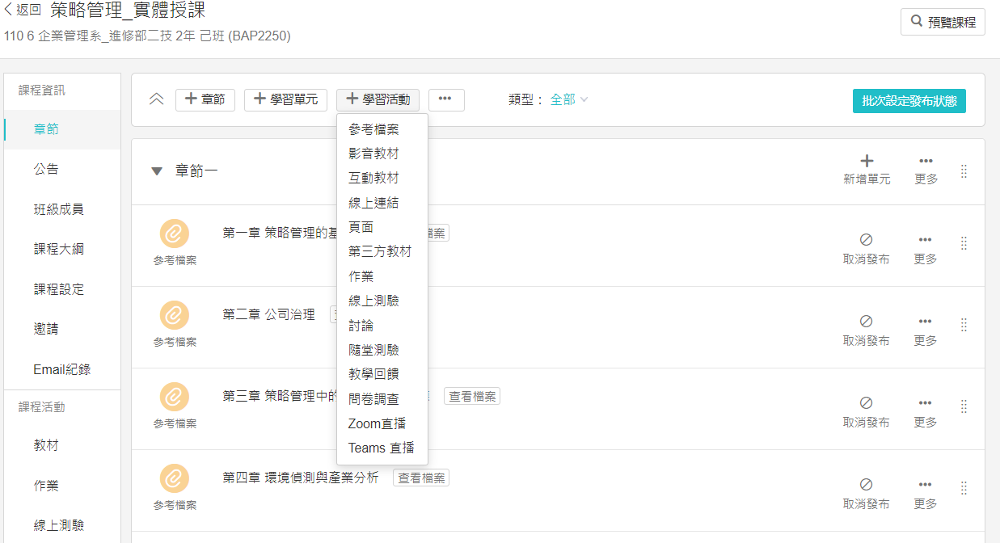 返回 策略管理_實體授課
110 6 企業管理系_進修部二技 2年 己班 (BAP2250)
預覽課程
課程資訊
章節
公告
班級成員
課程大綱
課程設定
邀請
Email紀錄
課程活動
教材
作業
線上測驗
章節 學習單元 學習活動 類型： 全部 批次設定發布狀態
參考檔案
影音教材
互動教材
線上連結
頁面
第三方教材
作業
線上測驗
討論
隨堂測驗
教學回饋
問卷調查
Zoom直播
Teams 直播
章節一
新增單元 更多
第一章 策略管理的 檔案
參考檔案
取消發布 更多
第二章 公司治理
參考檔案
取消發布 更多
第三章 策略管理中的 查看檔案
參考檔案
取消發布 更多
第四章 環境偵測與產業分析 查看檔案
參考檔案
取消發布 更多